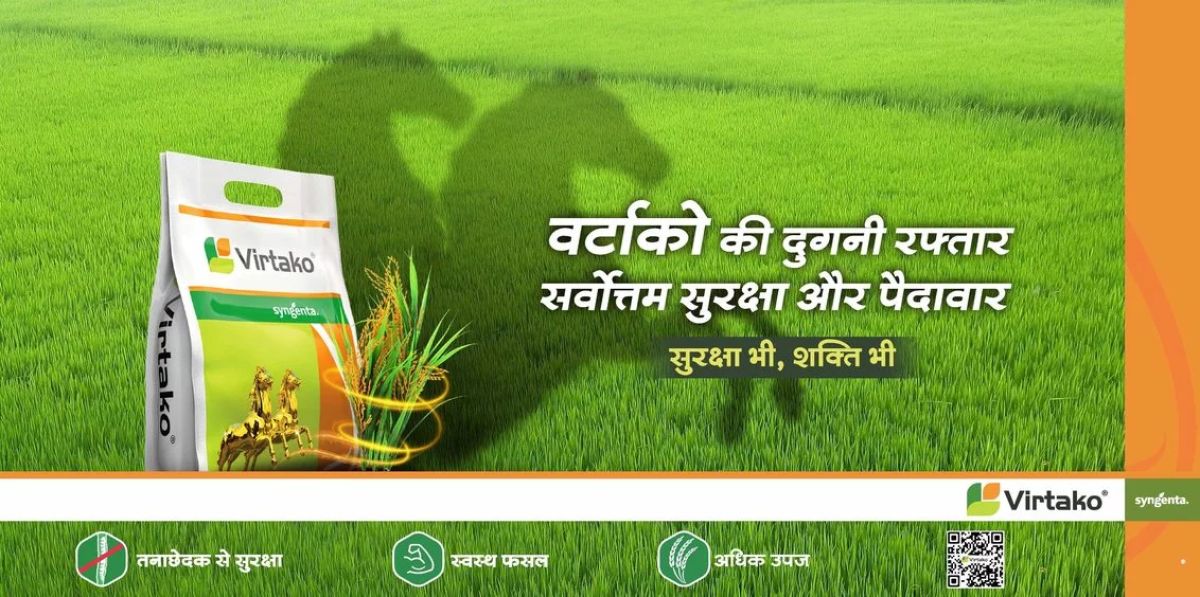 Virtako®
syngenta.
Virtako®
वर्टाको की दुगनी रफ्तार
सर्वोत्तम सुरक्षा और पैदावार
सुरक्षा भी, शक्ति भी
Virtako®
syngenta.
तनाछेदक से सुरक्षा
स्वस्थ फसल
अधिक उपज